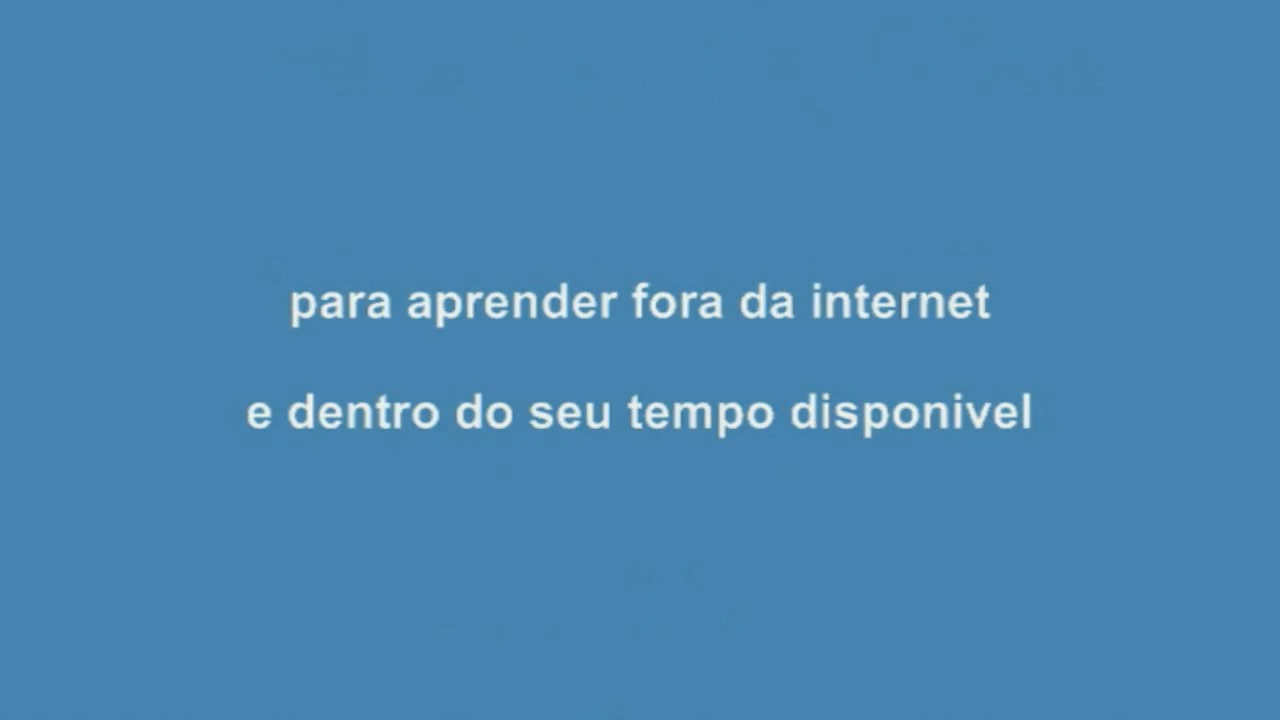 para aprender fora da internet
e dentro do seu tempo disponivel